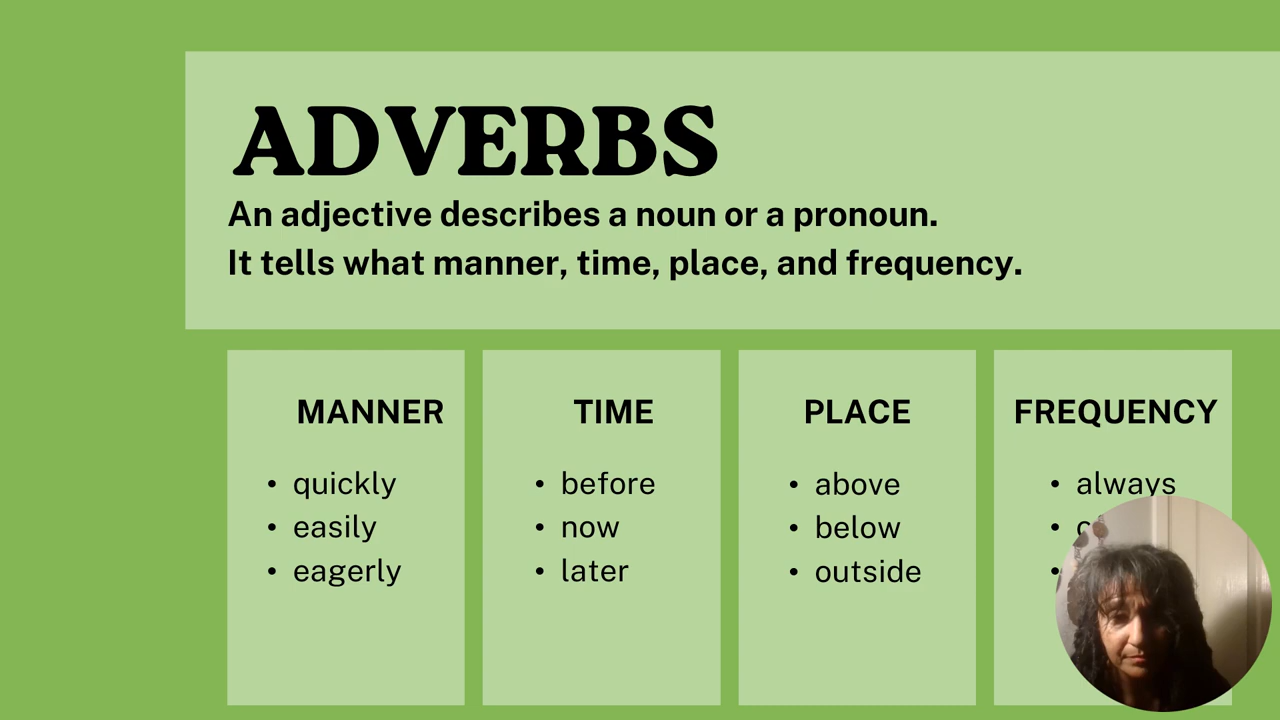 ADVERBS
An adjective describes a noun or a pronoun.
It tells what manner, time, place, and frequency.
MANNER
• quickly
• easily
• eagerly
TIME
• before
• now
• later
PLACE
• above
• below
• outside
FREQUENCY
• always